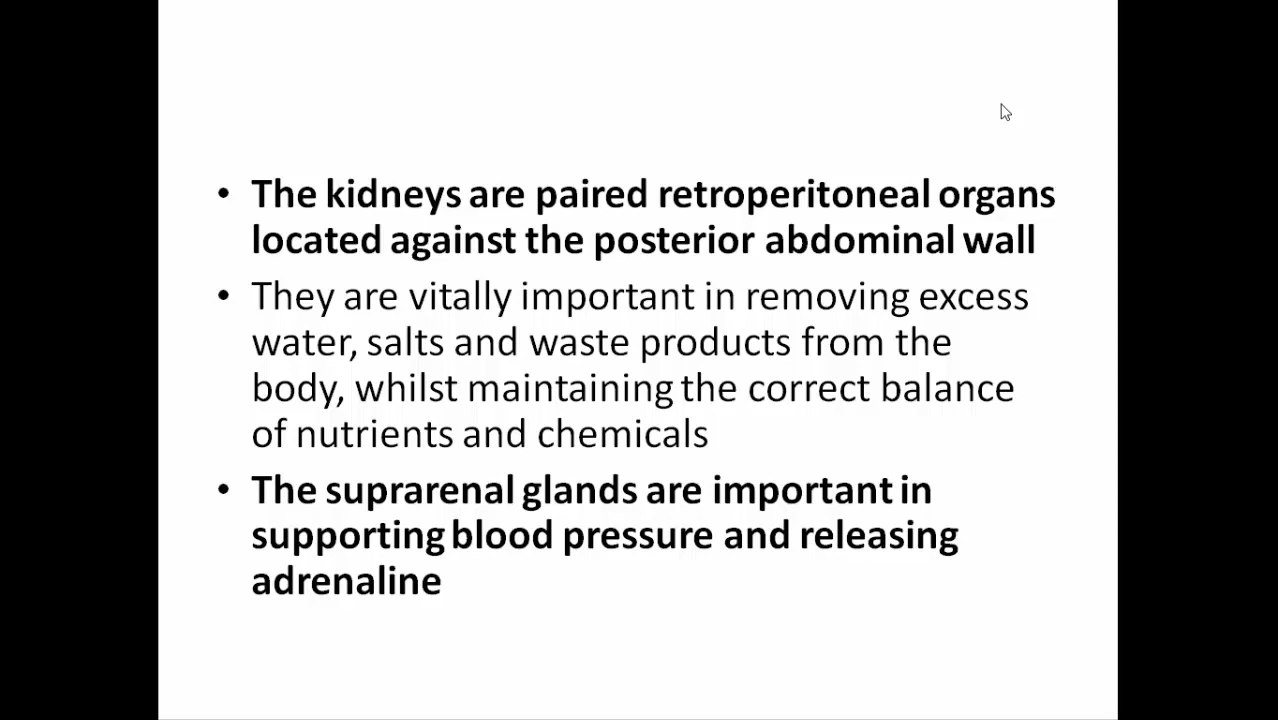 • The kidneys are paired retroperitoneal organs
located against the posterior abdominal wall
• They are vitally important in removing excess
water, salts and waste products from the
body, whilst maintaining the correct balance
of nutrients and chemicals
• The suprarenal glands are important in
supporting blood pressure and releasing
adrenaline